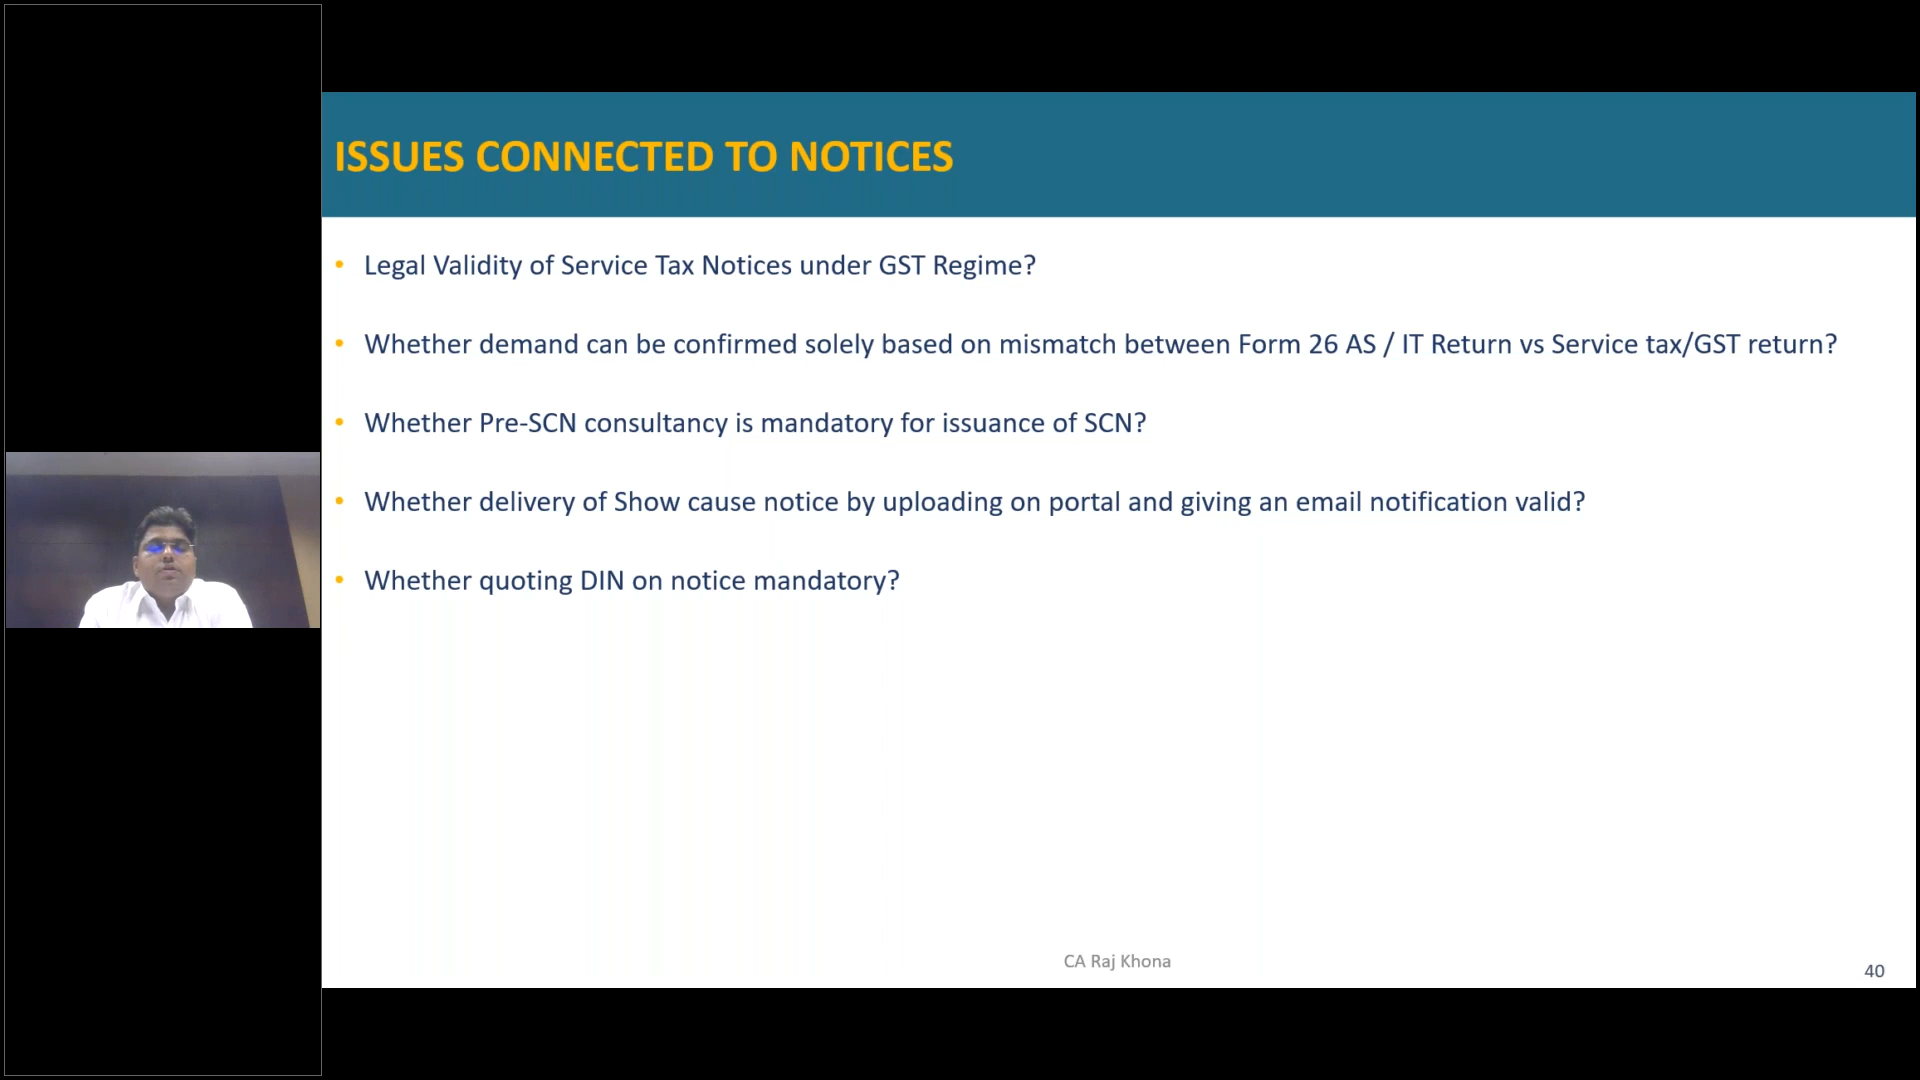 ISSUES CONNECTED TO NOTICES
• Legal Validity of Service Tax Notices under GST Regime?
• Whether demand can be confirmed solely based on mismatch between Form 26 AS / IT Return vs Service tax/GST return?
• Whether Pre-SCN consultancy is mandatory for issuance of SCN?
• Whether delivery of Show cause notice by uploading on portal and giving an email notification valid?
• Whether quoting DIN on notice mandatory?
CA Raj Khona
40